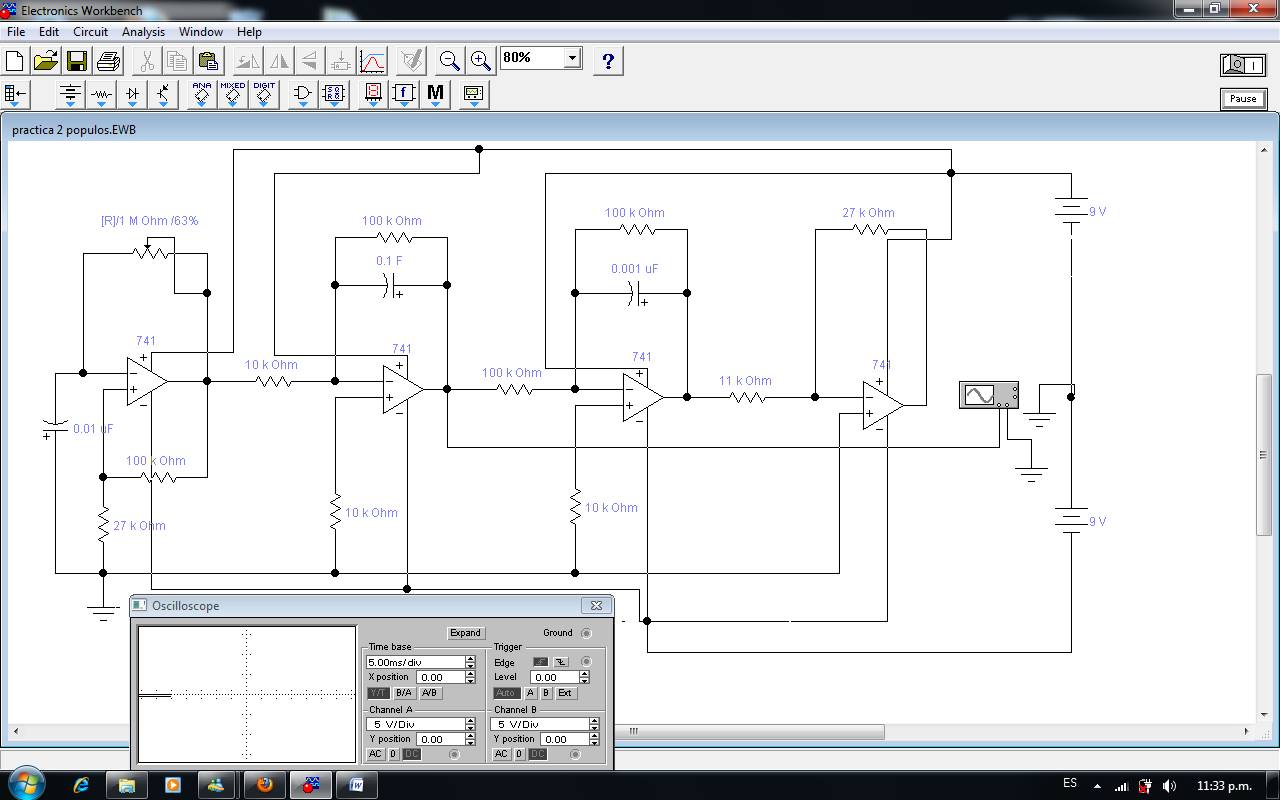 Electronics Workbench
File Edit Circuit Analysis Window Help
80% ?
ANA MIXED DIGIT f M
Pause
practica 2 populos.EWB
[R]/1 M Ohm /63%
100 k Ohm
100 k Ohm
27 k Ohm
9 V
0.1 F
0.001 uF
741
741
741
741
10 k Ohm
100 k Ohm
11 k Ohm
0.01 uF
100 k Ohm
27 k Ohm
10 k Ohm
10 k Ohm
9 V
Oscilloscope
Expand Ground
Time base Trigger
5.00ms/div Edge
X position 0.00 Level 0.00
Y/T B/A A/B Auto A B Ext
Channel A Channel B
5 V/Div 5 V/Div
Y position 0.00 Y position 0.00
AC 0 DC AC 0 DC
ES 11:33 p.m.